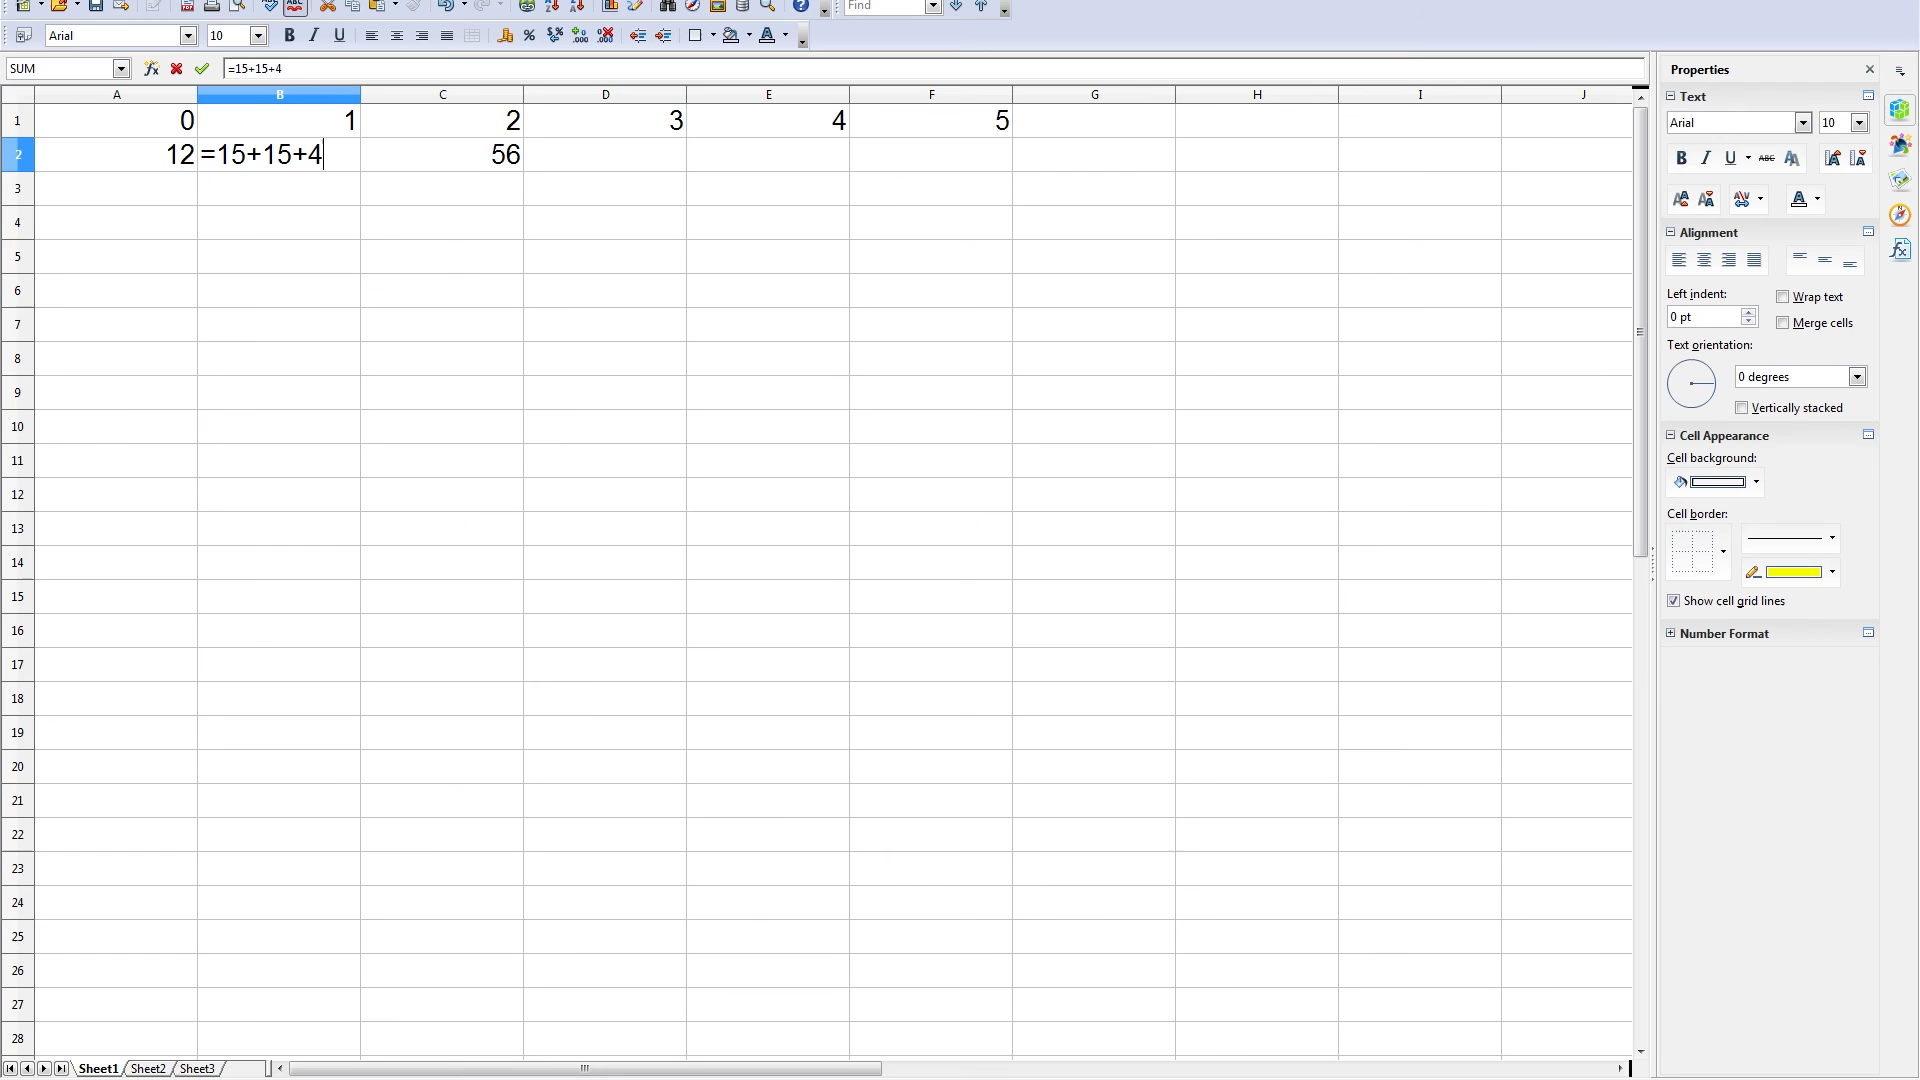 Find
Arial 10 B I U %
SUM fx =15+15+4
A B C D E F G H I J
1 0 1 2 3 4 5
2 12 =15+15+4 56
3
4
5
6
7
8
9
10
11
12
13
14
15
16
17
18
19
20
21
22
23
24
25
26
27
28
Sheet1 Sheet2 Sheet3
Properties
Text
Arial 10
B I U ABC AA
Alignment
Left indent:
0 pt
Wrap text
Merge cells
Text orientation:
0 degrees
Vertically stacked
Cell Appearance
Cell background:
Cell border:
Show cell grid lines
Number Format